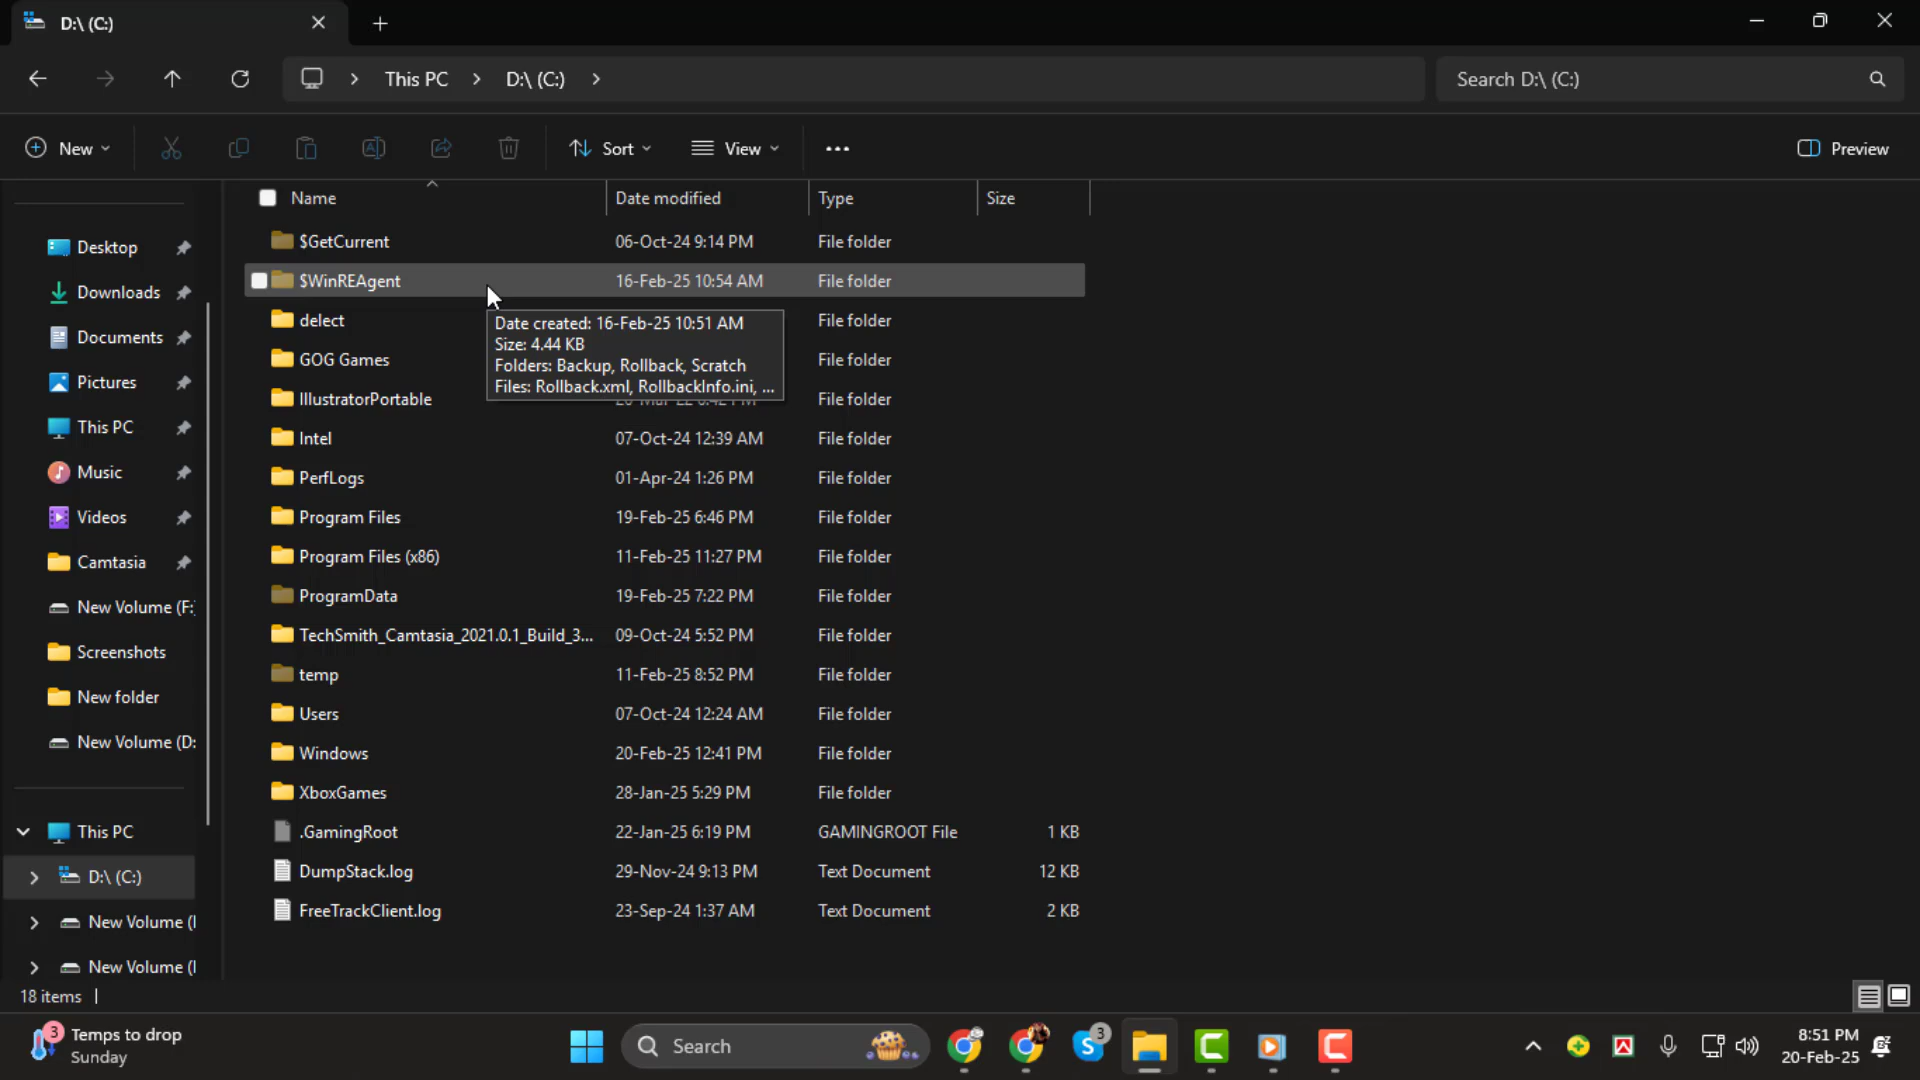 D:\ (C:)
This PC
D:\ (C:)
Search D:\ (C:)
New
Sort
View
Preview
Name
Date modified
Type
Size
Desktop
Downloads
Documents
Pictures
This PC
Music
Videos
Camtasia
New Volume (F:
Screenshots
New folder
New Volume (D:
This PC
D:\ (C:)
New Volume (
New Volume (
$GetCurrent 06-Oct-24 9:14 PM File folder
$WinREAgent 16-Feb-25 10:54 AM File folder
delect File folder
GOG Games File folder
IllustratorPortable File folder
Date created: 16-Feb-25 10:51 AM
Size: 4.44 KB
Folders: Backup, Rollback, Scratch
Files: Rollback.xml, RollbackInfo.ini, ...
Intel 07-Oct-24 12:39 AM File folder
PerfLogs 01-Apr-24 1:26 PM File folder
Program Files 19-Feb-25 6:46 PM File folder
Program Files (x86) 11-Feb-25 11:27 PM File folder
ProgramData 19-Feb-25 7:22 PM File folder
TechSmith_Camtasia_2021.0.1_Build_3... 09-Oct-24 5:52 PM File folder
temp 11-Feb-25 8:52 PM File folder
Users 07-Oct-24 12:24 AM File folder
Windows 20-Feb-25 12:41 PM File folder
XboxGames 28-Jan-25 5:29 PM File folder
.GamingRoot 22-Jan-25 6:19 PM GAMINGROOT File 1 KB
DumpStack.log 29-Nov-24 9:13 PM Text Document 12 KB
FreeTrackClient.log 23-Sep-24 1:37 AM Text Document 2 KB
18 items
3
Temps to drop
Sunday
Search
S
3
8:51 PM
20-Feb-25